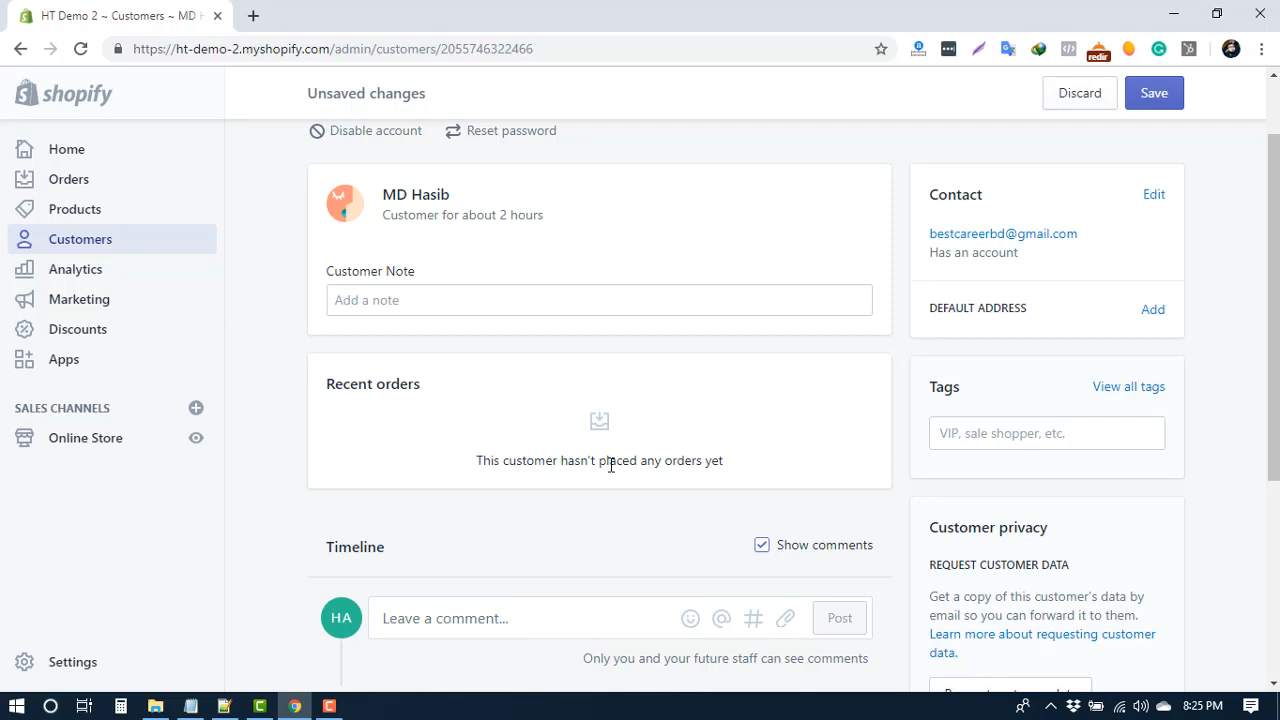 HT Demo 2 ~ Customers ~ MD H
https://ht-demo-2.myshopify.com/admin/customers/2055746322466
redir
shopify
Unsaved changes
Discard
Save
Home
Orders
Products
Customers
Analytics
Marketing
Discounts
Apps
SALES CHANNELS
Online Store
Settings
Disable account
Reset password
MD Hasib
Customer for about 2 hours
Customer Note
Add a note
Recent orders
This customer hasn't placed any orders yet
Timeline
Show comments
HA
Leave a comment...
Post
Only you and your future staff can see comments
Contact
Edit
bestcareerbd@gmail.com
Has an account
DEFAULT ADDRESS
Add
Tags
View all tags
VIP, sale shopper, etc.
Customer privacy
REQUEST CUSTOMER DATA
Get a copy of this customer's data by
email so you can forward it to them.
Learn more about requesting customer
data.
8:25 PM